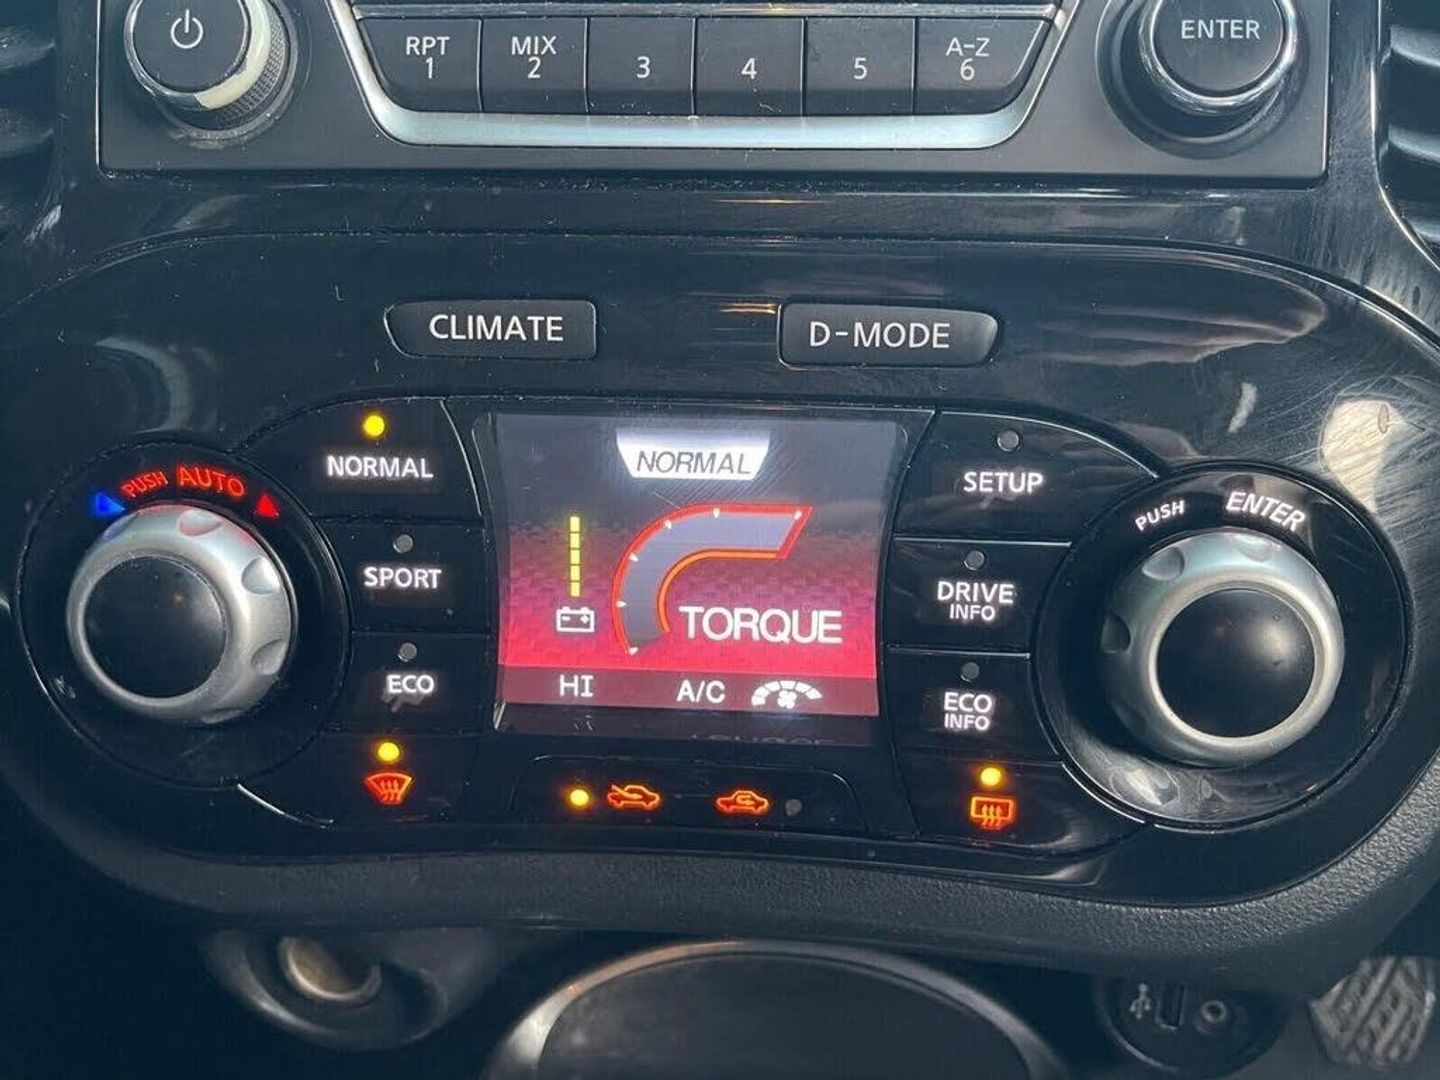 RPT
1
MIX
2
3
4
5
A-Z
6
ENTER
CLIMATE
D-MODE
PUSH AUTO
NORMAL
SPORT
ECO
NORMAL
TORQUE
HI
A/C
SETUP
DRIVE
INFO
ECO
INFO
PUSH ENTER